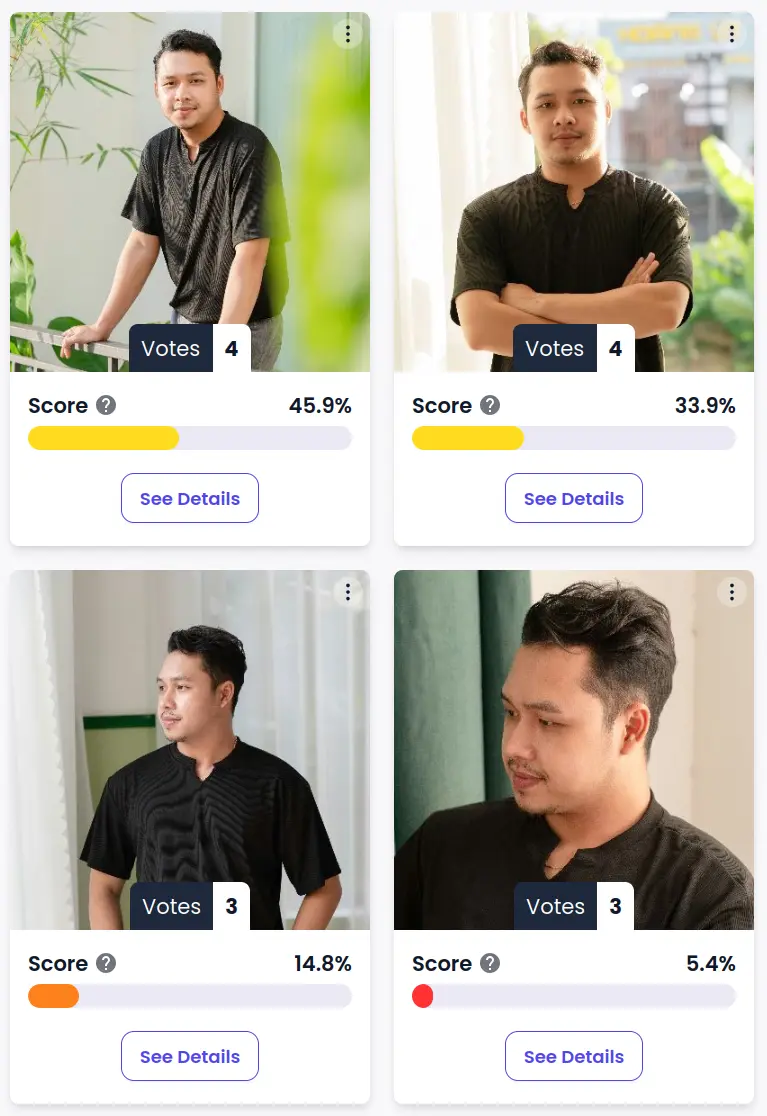 Votes 4
Votes 4
Score ? 45.9%
Score ? 33.9%
See Details
See Details
Votes 3
Votes 3
Score ? 14.8%
Score ? 5.4%
See Details
See Details